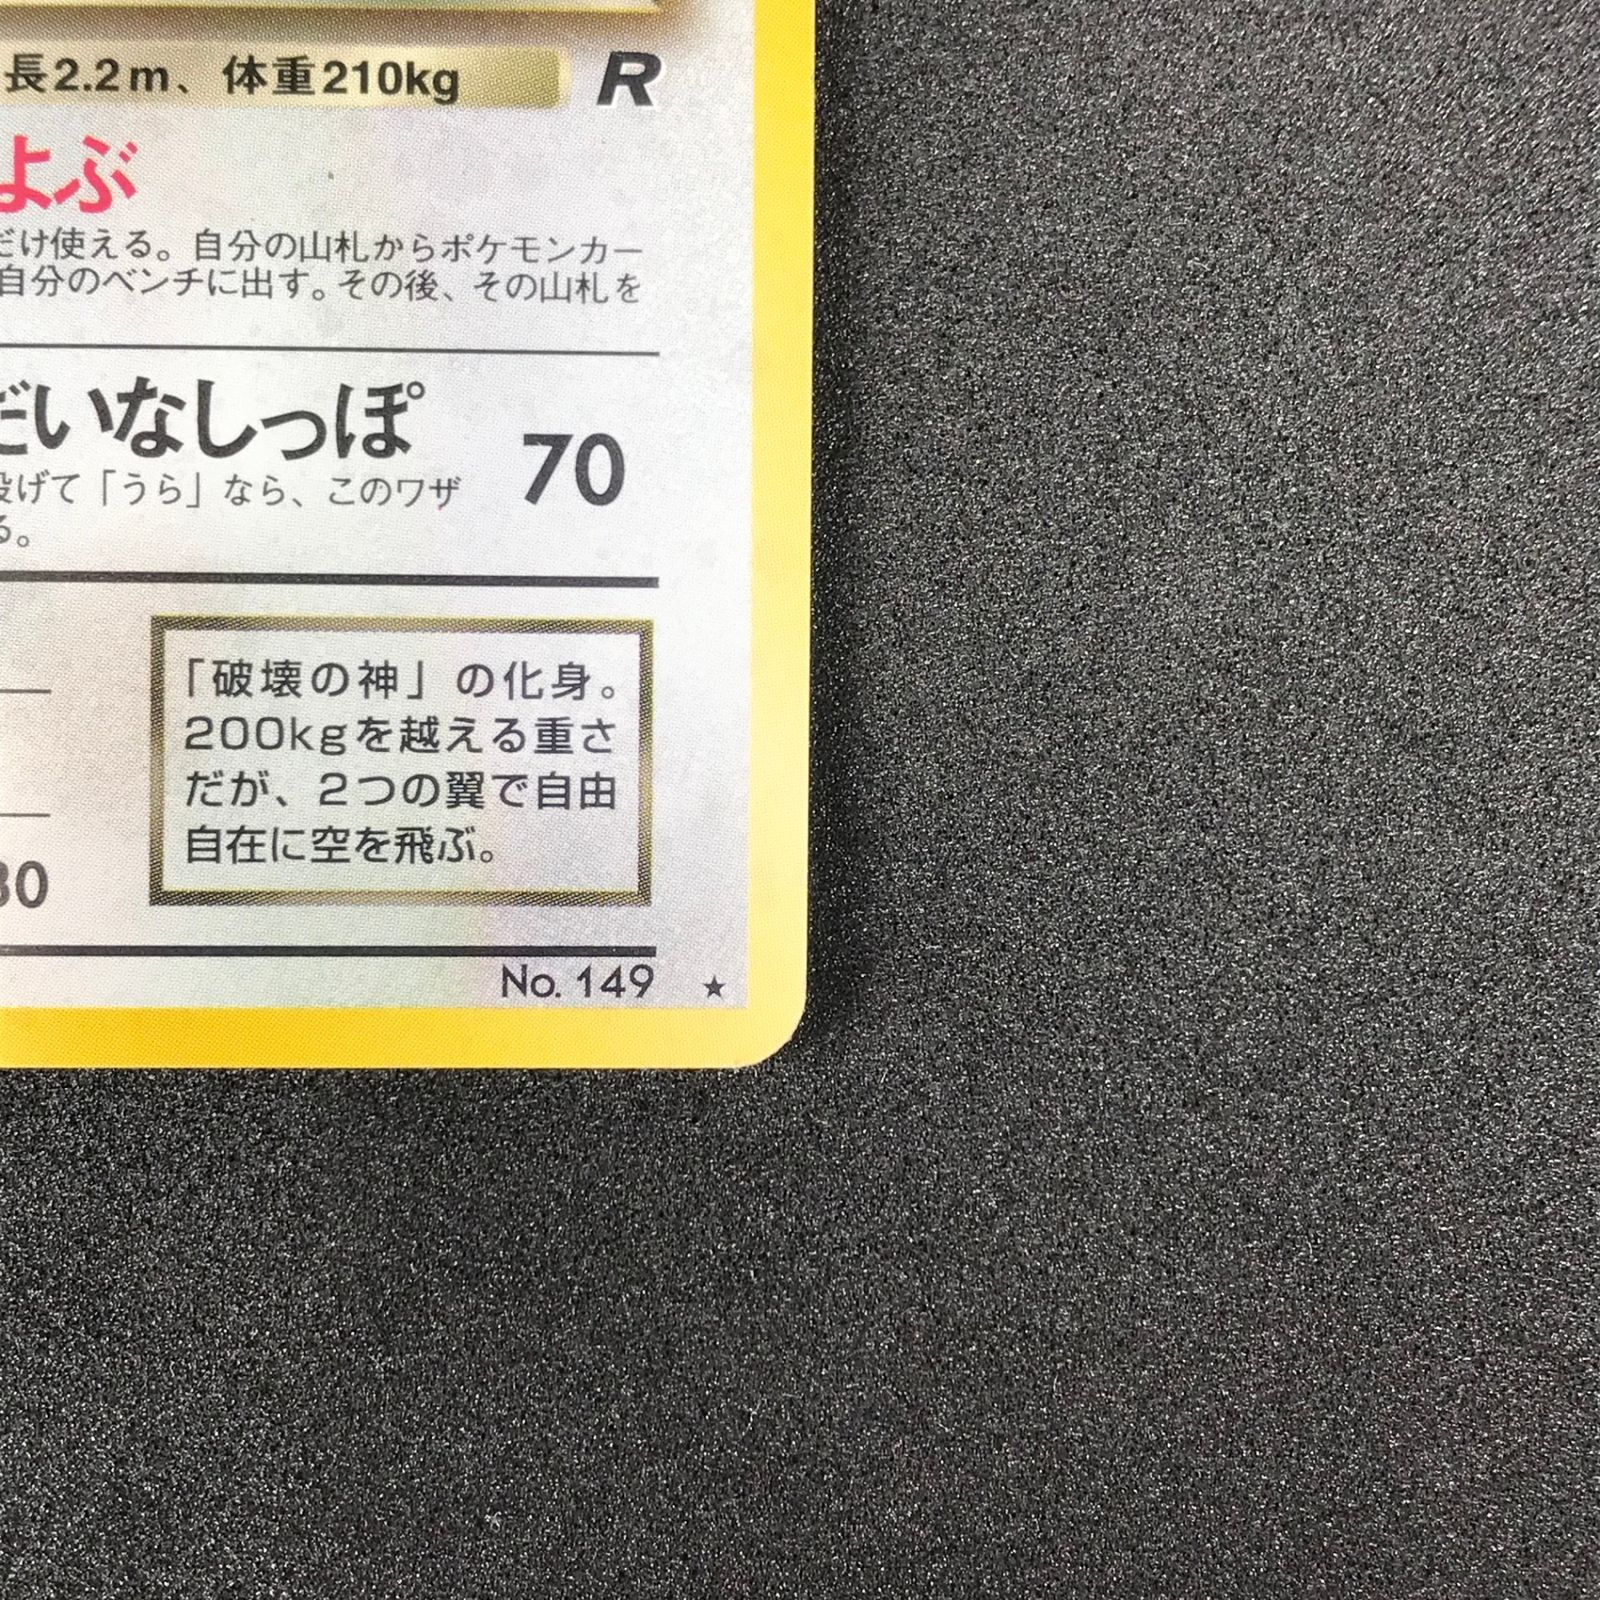 長2.2m、体重210kg R
よぶ
だけ使える。自分の山札からポケモンカー
自分のベンチに出す。その後、その山札を
だいなしっぽ 70
投げて「うら」なら、このワザ
る。
「破壊の神」の化身。
200kgを越える重さ
だが、2つの翼で自由
自在に空を飛ぶ。
30
No. 149 ★